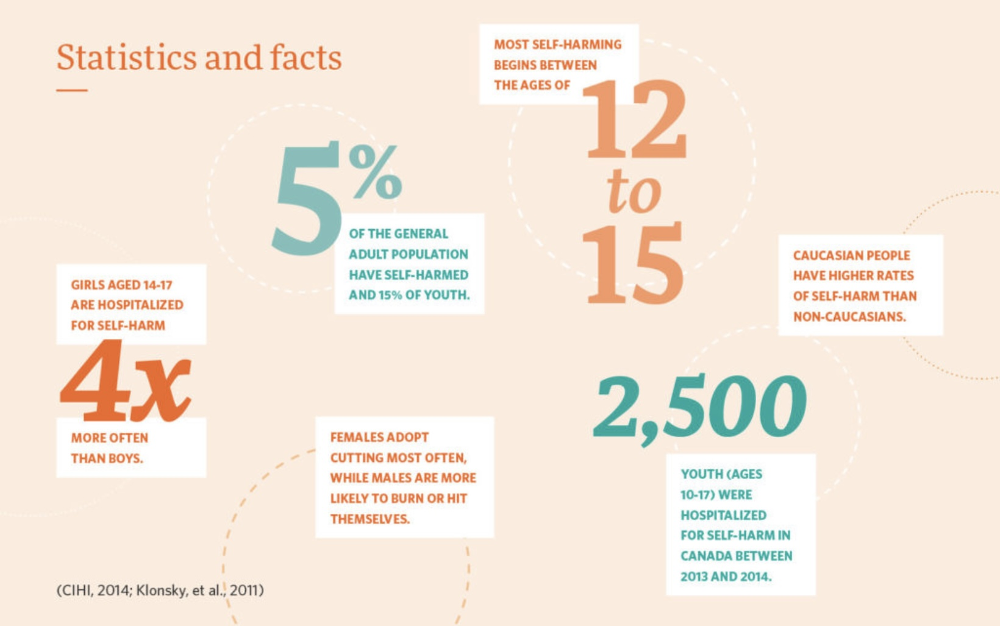 Statistics and facts
MOST SELF-HARMING
BEGINS BETWEEN
THE AGES OF
12
to
15
5%
OF THE GENERAL
ADULT POPULATION
HAVE SELF-HARMED
AND 15% OF YOUTH.
CAUCASIAN PEOPLE
HAVE HIGHER RATES
OF SELF-HARM THAN
NON-CAUCASIANS.
GIRLS AGED 14-17
ARE HOSPITALIZED
FOR SELF-HARM
4x
MORE OFTEN
THAN BOYS.
FEMALES ADOPT
CUTTING MOST OFTEN,
WHILE MALES ARE MORE
LIKELY TO BURN OR HIT
THEMSELVES.
2,500
YOUTH (AGES
10-17) WERE
HOSPITALIZED
FOR SELF-HARM IN
CANADA BETWEEN
2013 AND 2014.
(CIHI, 2014; Klonsky, et al., 2011)